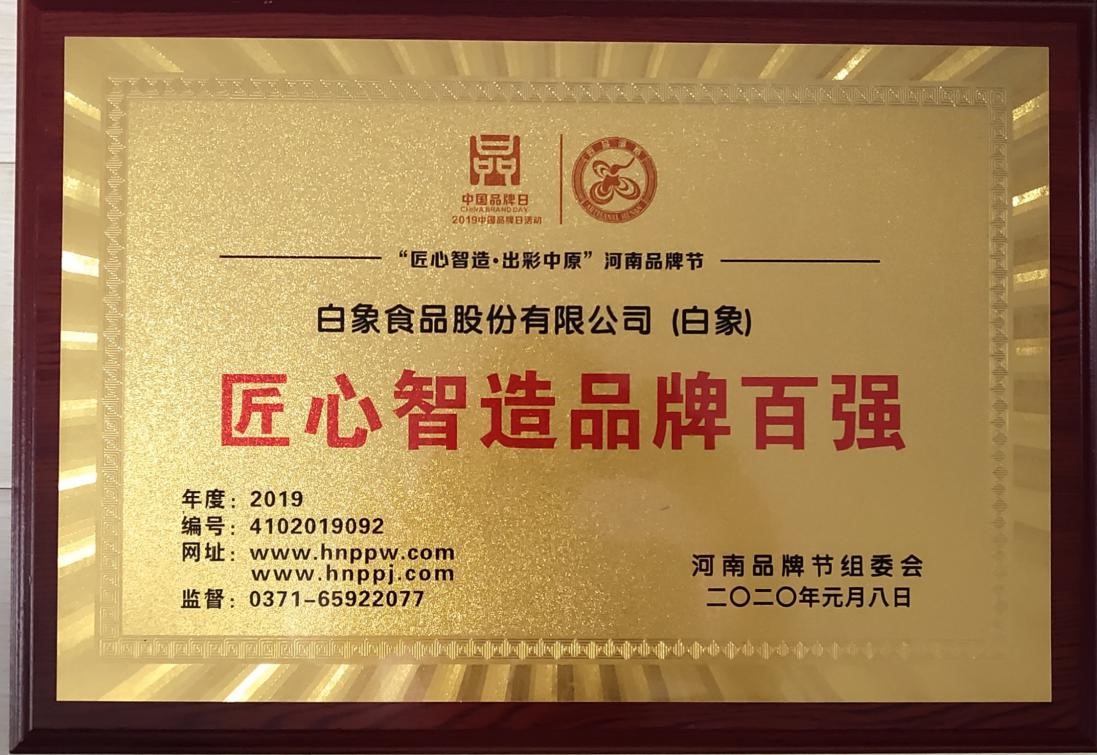 中国品牌日
CHINA BRAND DAY
2019中国品牌日活动
“匠心智造·出彩中原”河南品牌节
白象食品股份有限公司 (白象)
匠心智造品牌百强
年度：2019
编号：4102019092
网址：www.hnppw.com
www.hnppj.com
监督：0371-65922077
河南品牌节组委会
二〇二〇年元月八日